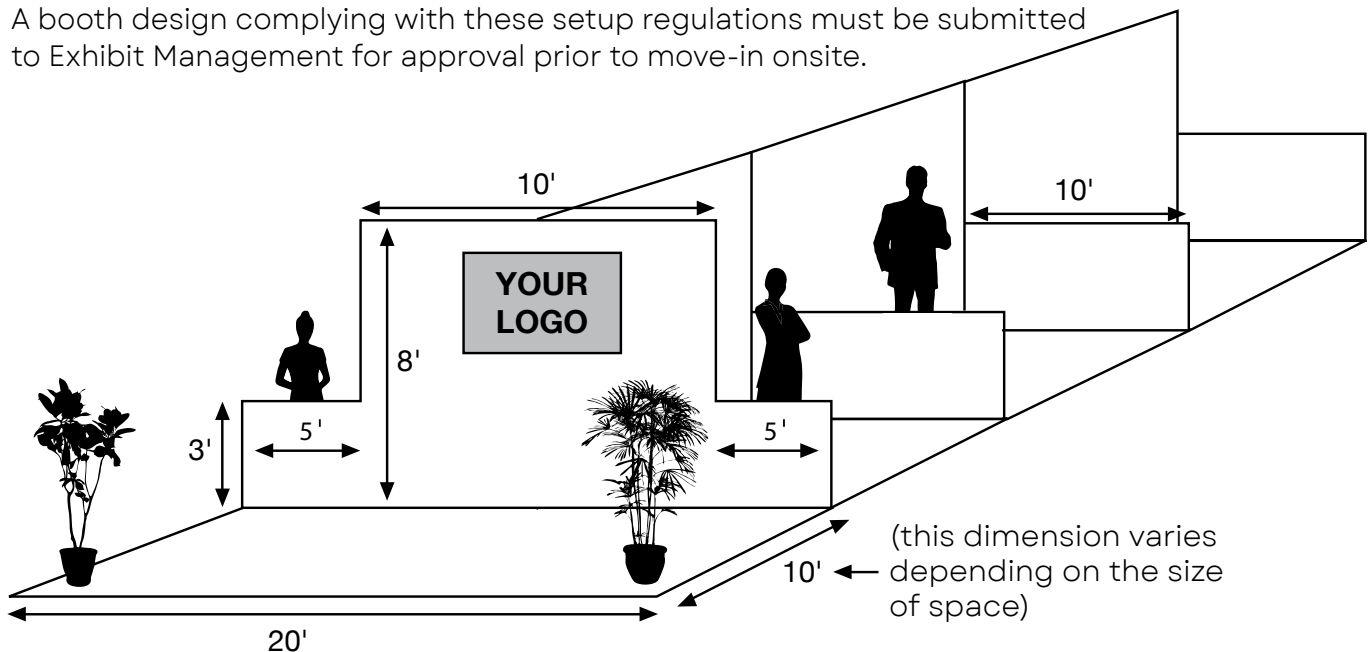 A booth design complying with these setup regulations must be submitted
to Exhibit Management for approval prior to move-in onsite.
10'
10'
YOUR
LOGO
8'
3'
5'
5'
(this dimension varies
10' depending on the size
of space)
20'